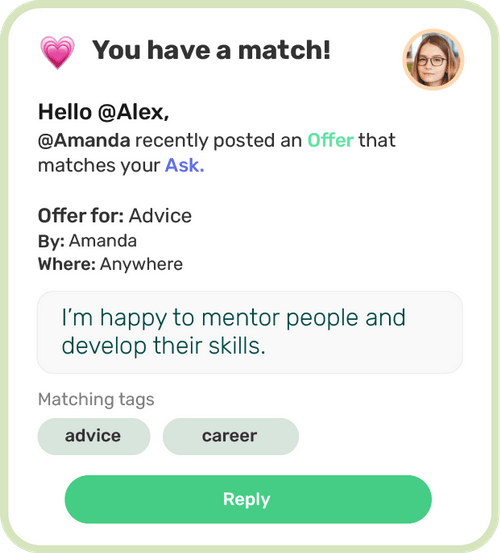 You have a match!
Hello @Alex,
@Amanda recently posted an Offer that
matches your Ask.
Offer for: Advice
By: Amanda
Where: Anywhere
I’m happy to mentor people and
develop their skills.
Matching tags
advice career
Reply